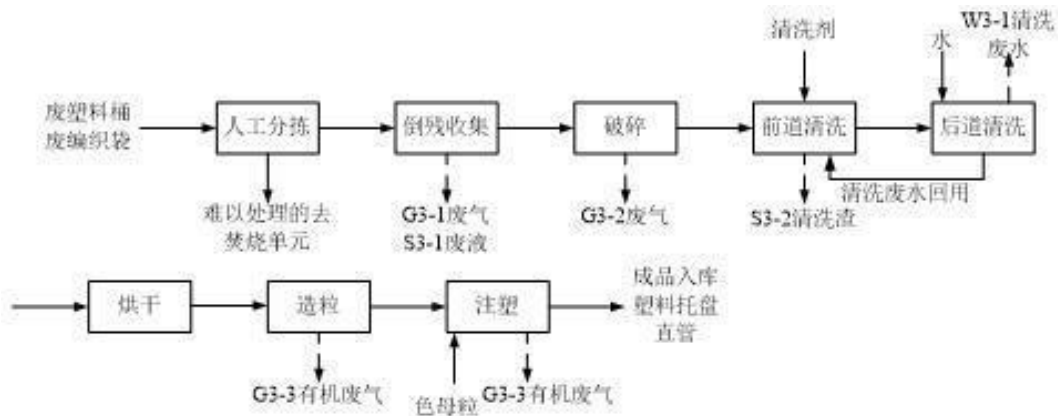 清洗剂
水
W3-1清洗
废水
废塑料桶
废编织袋
人工分拣
倒残收集
破碎
前道清洗
后道清洗
清洗废水回用
难以处理的去
焚烧单元
G3-1废气
S3-1废液
G3-2废气
S3-2清洗渣
烘干
造粒
注塑
成品入库
塑料托盘
直管
G3-3有机废气
色母粒
G3-3有机废气